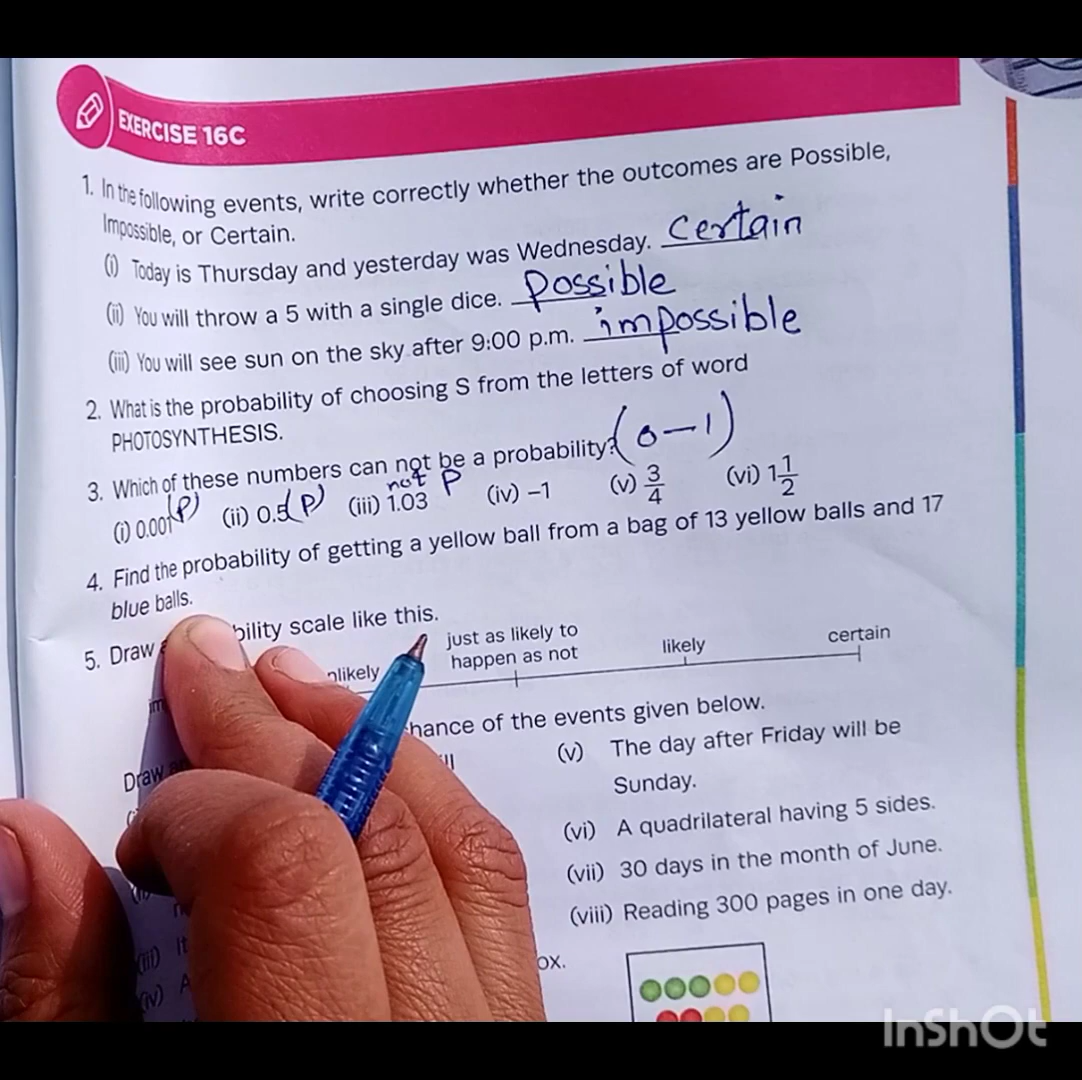 EXERCISE 16C
1. In the following events, write correctly whether the outcomes are Possible,
Impossible, or Certain.
(i) Today is Thursday and yesterday was Wednesday. certain
(ii) You will throw a 5 with a single dice. possible
(iii) You will see sun on the sky after 9:00 p.m. impossible
2. What is the probability of choosing S from the letters of word
PHOTOSYNTHESIS.
3. Which of these numbers can not be a probability? (0-1)
not P
(i) 0.001 (P) (ii) 0.5 (P) (iii) 1.03 (iv) -1 (v) 3/4 (vi) 1 1/2
4. Find the probability of getting a yellow ball from a bag of 13 yellow balls and 17
blue balls.
5. Draw bility scale like this.
just as likely to
happen as not
likely
certain
nlikely
im
hance of the events given below.
Draw
(v) The day after Friday will be
Sunday.
(vi) A quadrilateral having 5 sides.
(vii) 30 days in the month of June.
(viii) Reading 300 pages in one day.
(iii) It
(iv) A
ox.
InShOt